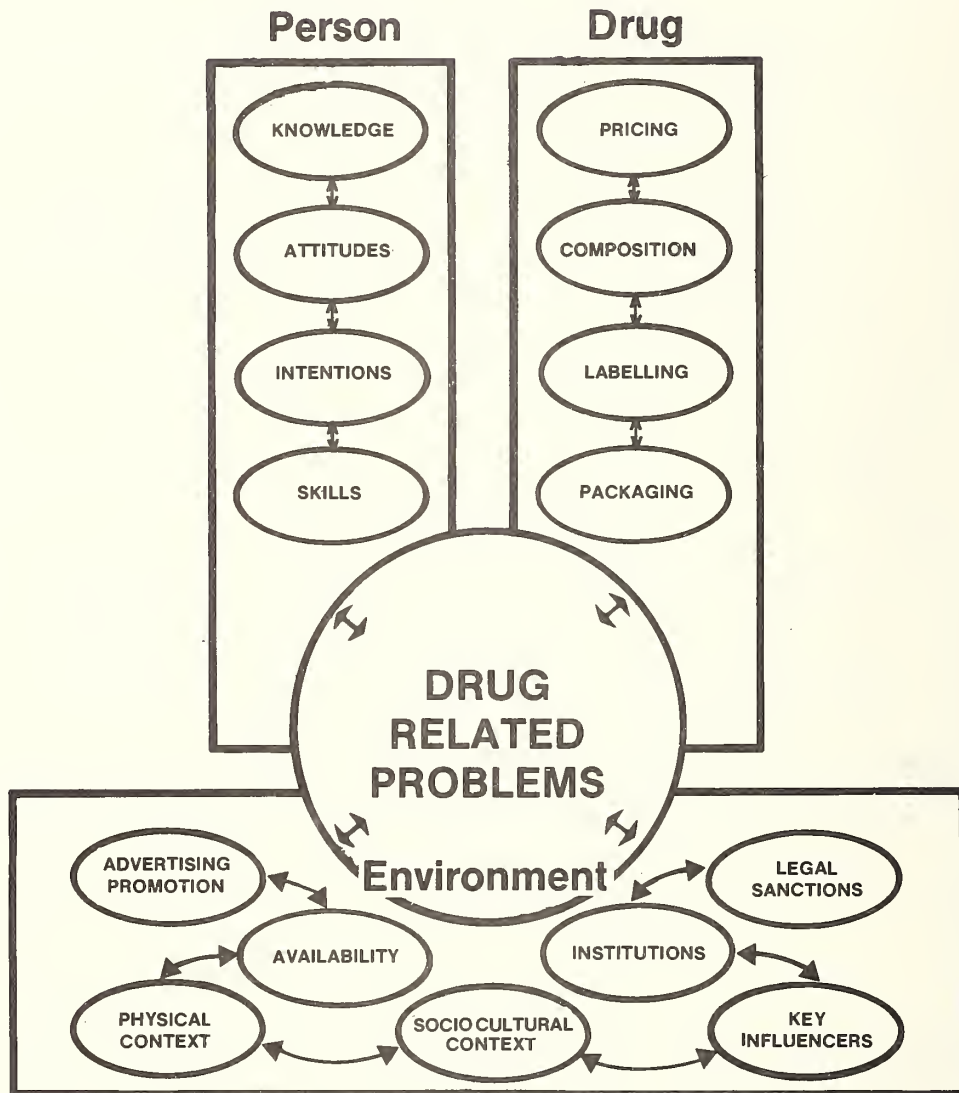 Person
Drug
KNOWLEDGE
ATTITUDES
INTENTIONS
SKILLS
PRICING
COMPOSITION
LABELLING
PACKAGING
DRUG
RELATED
PROBLEMS
Environment
ADVERTISING
PROMOTION
AVAILABILITY
PHYSICAL
CONTEXT
SOCIO CULTURAL
CONTEXT
INSTITUTIONS
LEGAL
SANCTIONS
KEY
INFLUENCERS